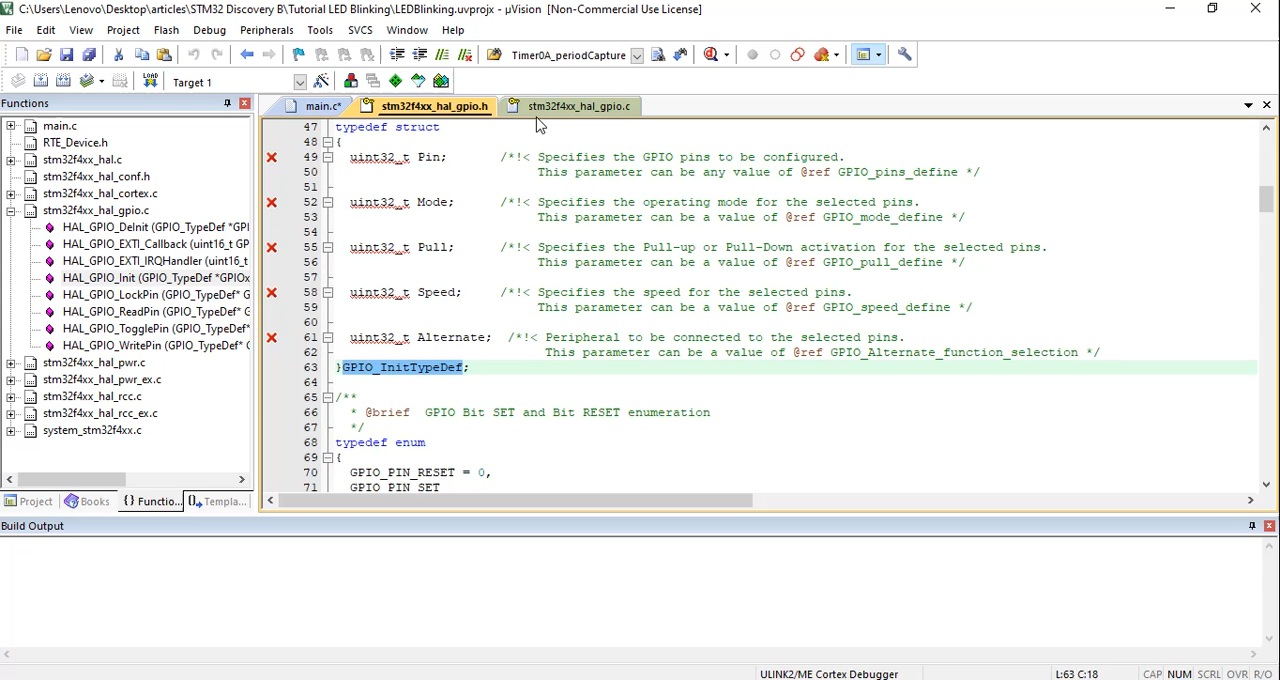 C:\Users\Lenovo\Desktop\articles\STM32 Discovery B\Tutorial LED Blinking\LEDBlinking.uvprojx - µVision [Non-Commercial Use License]
File Edit View Project Flash Debug Peripherals Tools SVCS Window Help
Timer0A_periodCapture
LOAD Target 1
Functions
main.c* stm32f4xx_hal_gpio.h stm32f4xx_hal_gpio.c
main.c
RTE_Device.h
stm32f4xx_hal.c
stm32f4xx_hal_conf.h
stm32f4xx_hal_cortex.c
stm32f4xx_hal_gpio.c
HAL_GPIO_DeInit (GPIO_TypeDef *GPI
HAL_GPIO_EXTI_Callback (uint16_t GP
HAL_GPIO_EXTI_IRQHandler (uint16_t
HAL_GPIO_Init (GPIO_TypeDef *GPIOx
HAL_GPIO_LockPin (GPIO_TypeDef* G
HAL_GPIO_ReadPin (GPIO_TypeDef* G
HAL_GPIO_TogglePin (GPIO_TypeDef*
HAL_GPIO_WritePin (GPIO_TypeDef* G
stm32f4xx_hal_pwr.c
stm32f4xx_hal_pwr_ex.c
stm32f4xx_hal_rcc.c
stm32f4xx_hal_rcc_ex.c
system_stm32f4xx.c
Project Books {} Functio... Templa...
47 typedef struct
48 {
49 uint32_t Pin; /*!< Specifies the GPIO pins to be configured.
50 This parameter can be any value of @ref GPIO_pins_define */
51
52 uint32_t Mode; /*!< Specifies the operating mode for the selected pins.
53 This parameter can be a value of @ref GPIO_mode_define */
54
55 uint32_t Pull; /*!< Specifies the Pull-up or Pull-Down activation for the selected pins.
56 This parameter can be a value of @ref GPIO_pull_define */
57
58 uint32_t Speed; /*!< Specifies the speed for the selected pins.
59 This parameter can be a value of @ref GPIO_speed_define */
60
61 uint32_t Alternate; /*!< Peripheral to be connected to the selected pins.
62 This parameter can be a value of @ref GPIO_Alternate_function_selection */
63 }GPIO_InitTypeDef;
64
65 /**
66 * @brief GPIO Bit SET and Bit RESET enumeration
67 */
68 typedef enum
69 {
70 GPIO_PIN_RESET = 0,
71 GPIO_PIN_SET
Build Output
ULINK2/ME Cortex Debugger L:63 C:18 CAP NUM SCRL OVR R/O